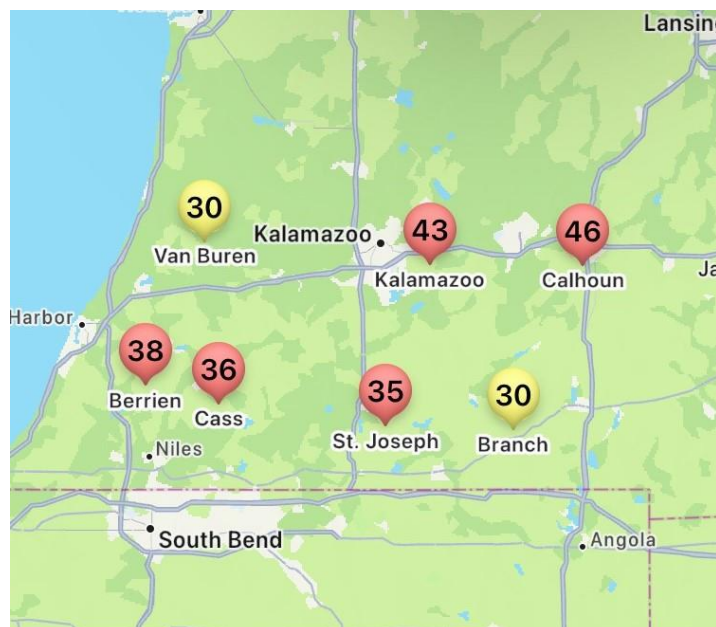 Lansin
30
Van Buren
Kalamazoo
43
Kalamazoo
46
Calhoun
Ja
Harbor
38
Berrien
36
Cass
35
St. Joseph
30
Branch
Niles
South Bend
Angola